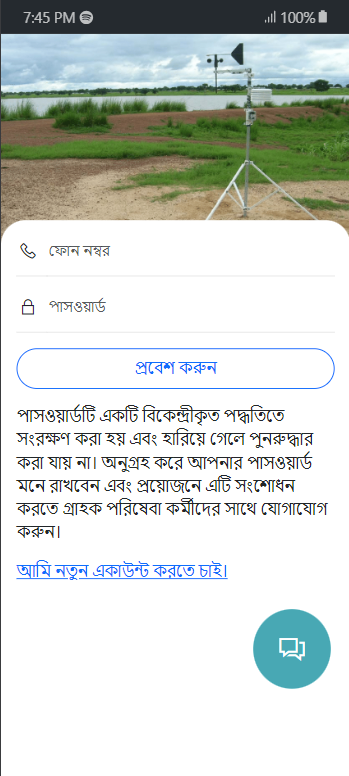 7:45 PM 100%
ফোন নম্বর
পাসওয়ার্ড
প্রবেশ করুন
পাসওয়ার্ডটি একটি বিকেন্দ্রীকৃত পদ্ধতিতে
সংরক্ষণ করা হয় এবং হারিয়ে গেলে পুনরুদ্ধার
করা যায় না। অনুগ্রহ করে আপনার পাসওয়ার্ড
মনে রাখবেন এবং প্রয়োজনে এটি সংশোধন
করতে গ্রাহক পরিষেবা কর্মীদের সাথে যোগাযোগ
করুন।
আমি নতুন একাউন্ট করতে চাই।